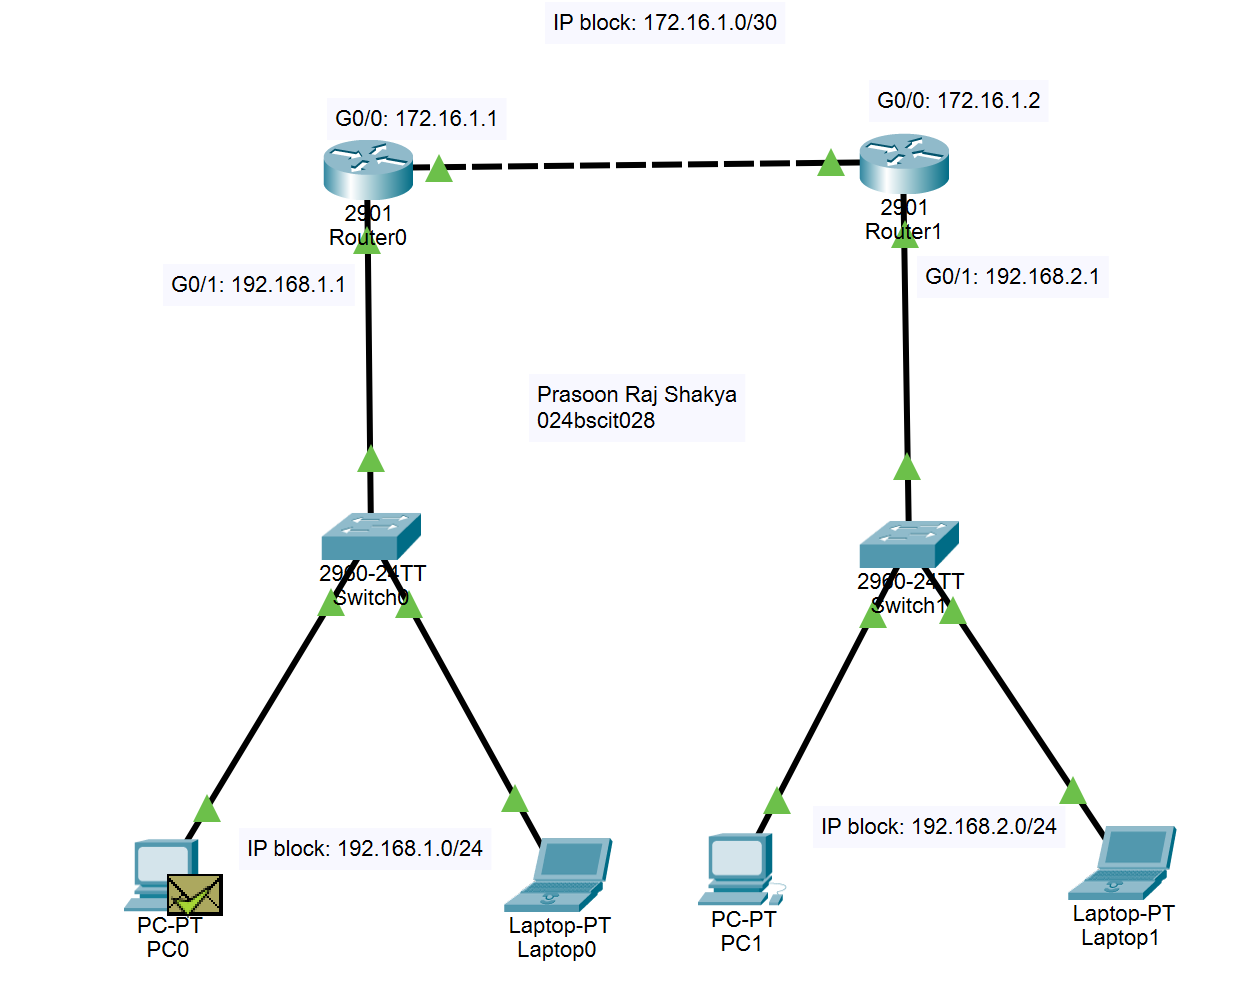 IP block: 172.16.1.0/30
G0/0: 172.16.1.1
G0/0: 172.16.1.2
2901
Router0
2901
Router1
G0/1: 192.168.1.1
G0/1: 192.168.2.1
Prasoon Raj Shakya
024bscit028
2960-24TT
Switch0
2960-24TT
Switch1
IP block: 192.168.1.0/24
IP block: 192.168.2.0/24
PC-PT
PC0
Laptop-PT
Laptop0
PC-PT
PC1
Laptop-PT
Laptop1